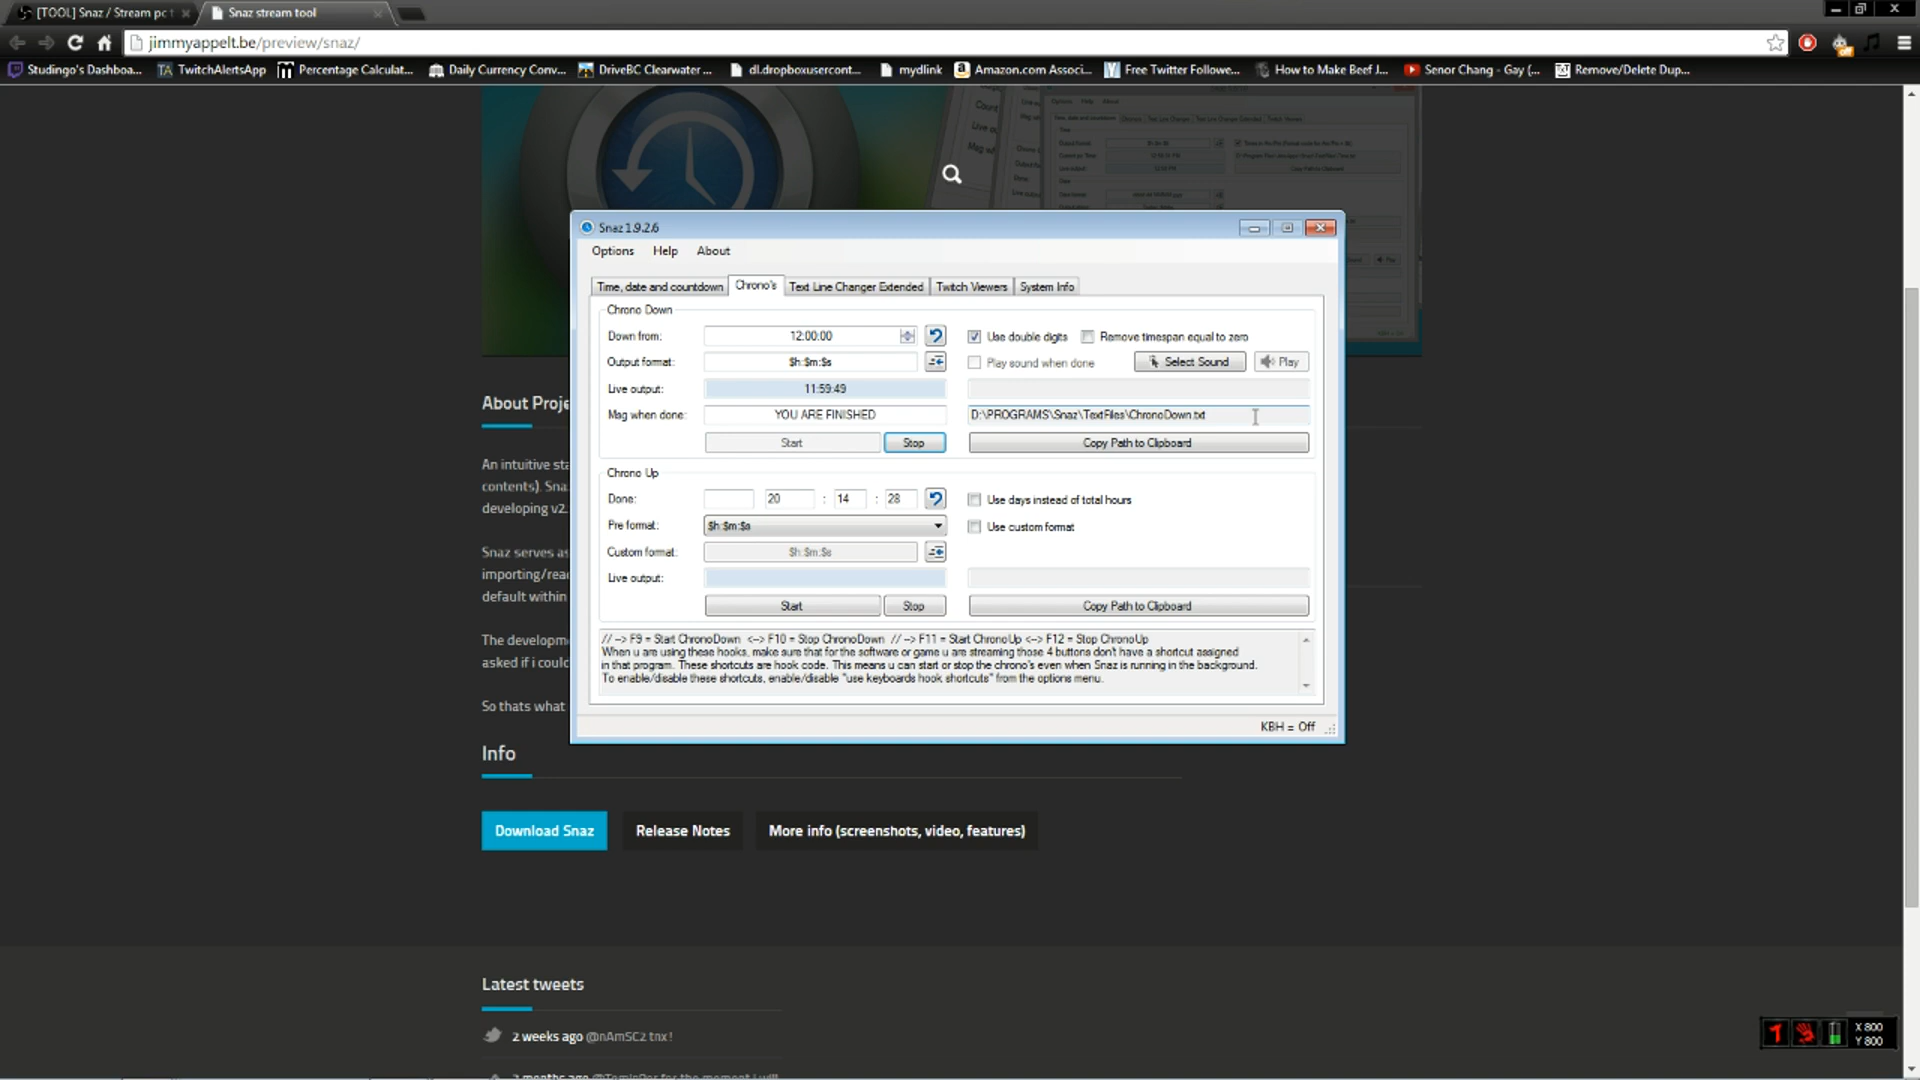 [TOOL] Snaz / Stream pc t
Snaz stream tool
jimmyappelt.be/preview/snaz/
Studingo's Dashboa...
TwitchAlertsApp
Percentage Calculat...
Daily Currency Conv...
DriveBC Clearwater ...
dl.dropboxusercont...
mydlink
Amazon.com Associ...
Free Twitter Followe...
How to Make Beef J...
Senor Chang - Gay (...
Remove/Delete Dup...
Snaz 1.9.2.6
Options Help About
Time, date and countdown
Chrono's
Text Line Changer Extended
Twitch Viewers
System Info
Chrono Down
Down from: 12:00:00
Use double digits
Remove timespan equal to zero
Output format: $h:$m:$s
Play sound when done
Select Sound
Play
Live output: 11:59:49
Msg when done: YOU ARE FINISHED
D:\PROGRAMS\Snaz\TextFiles\ChronoDown.txt
Start Stop
Copy Path to Clipboard
Chrono Up
Done: 20 : 14 : 28
Use days instead of total hours
Pre format: $h:$m:$s
Use custom format
Custom format: $h:$m:$s
Live output:
Start Stop
Copy Path to Clipboard
// --> F9 = Start ChronoDown <--> F10 = Stop ChronoDown // --> F11 = Start ChronoUp <--> F12 = Stop ChronoUp
When u are using these hooks, make sure that for the software or game u are streaming those 4 buttons don't have a shortcut assigned
in that program. These shortcuts are hook code. This means u can start or stop the chrono's even when Snaz is running in the background.
To enable/disable these shortcuts, enable/disable "use keyboards hook shortcuts" from the options menu.
KBH = Off
About Proje
An intuitive sta
contents). Sna
developing v2.
Snaz serves as
importing/rea
default within
The developm
asked if i coul
So thats what
Info
Download Snaz
Release Notes
More info (screenshots, video, features)
Latest tweets
2 weeks ago @nAmSC2 tnx!
X 800
Y 800